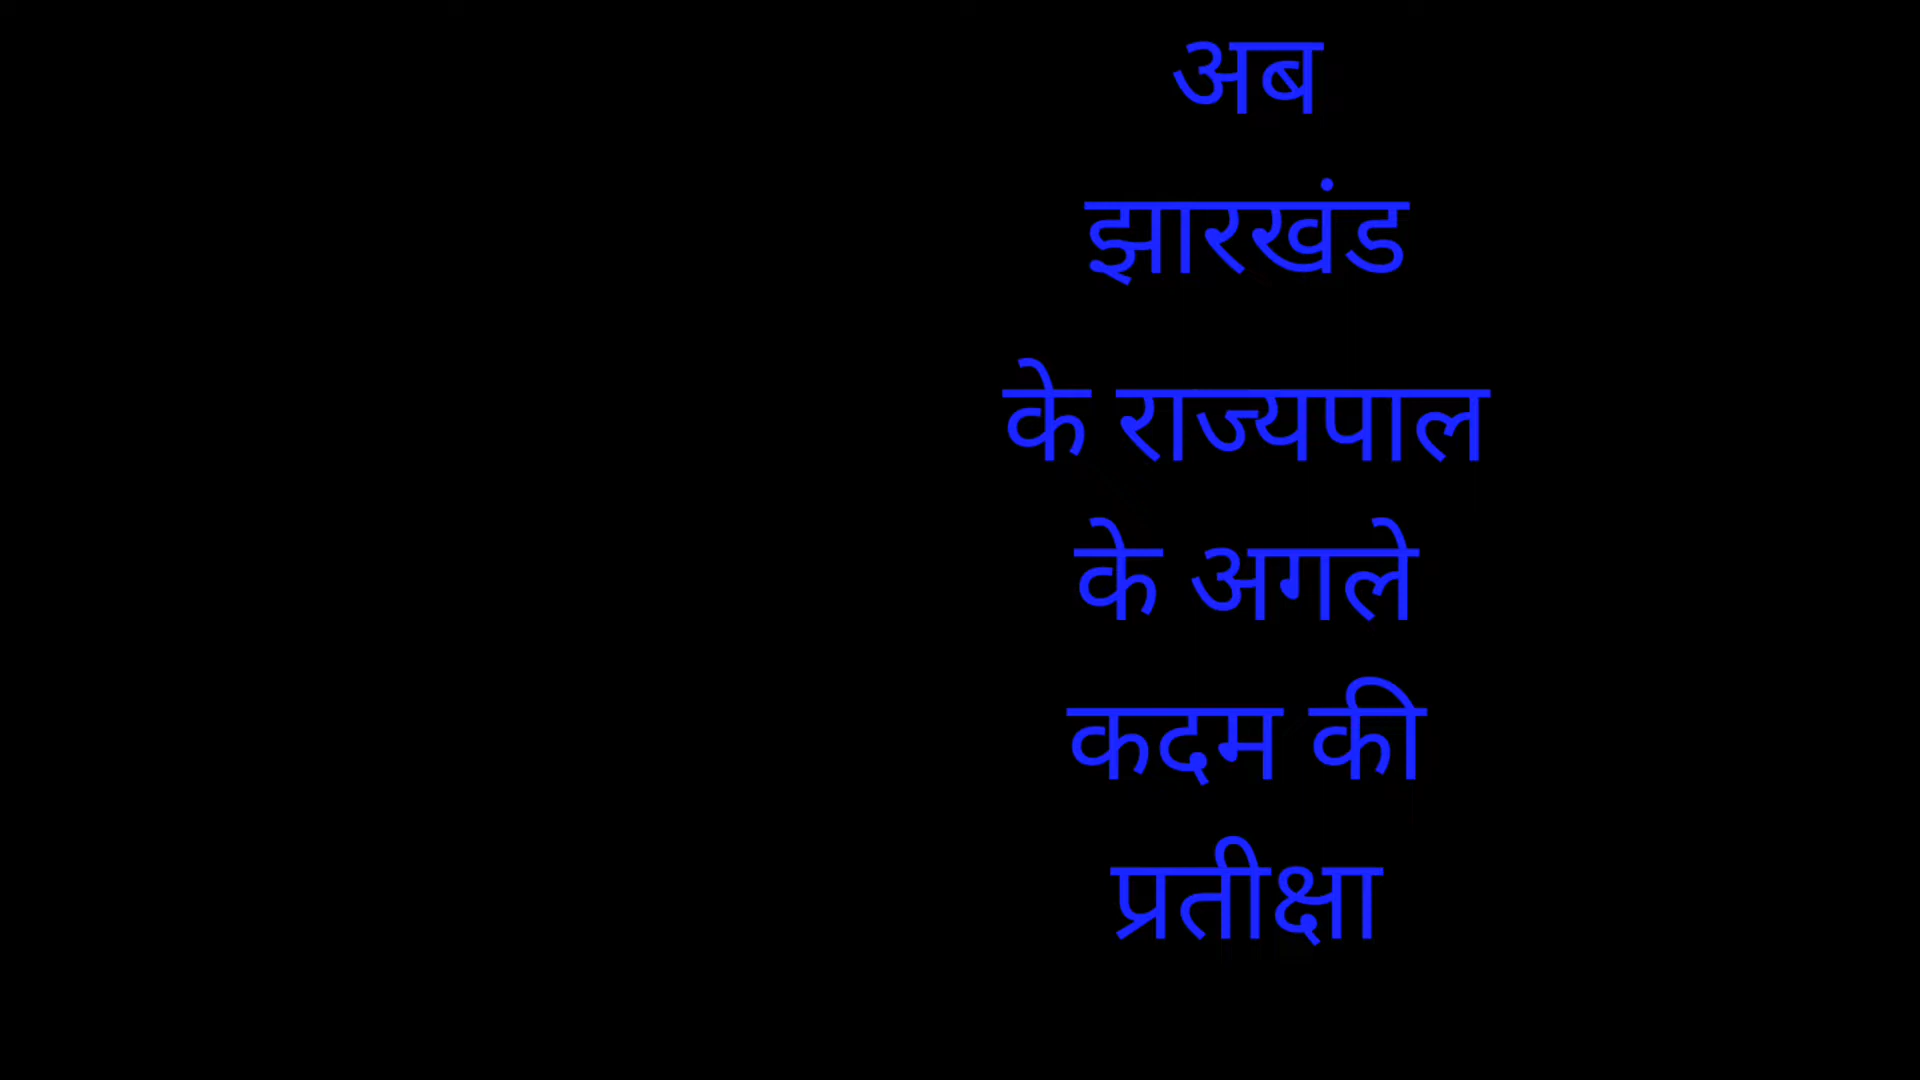 अब
झारखंड
के राज्यपाल
के अगले
कदम की
प्रतीक्षा